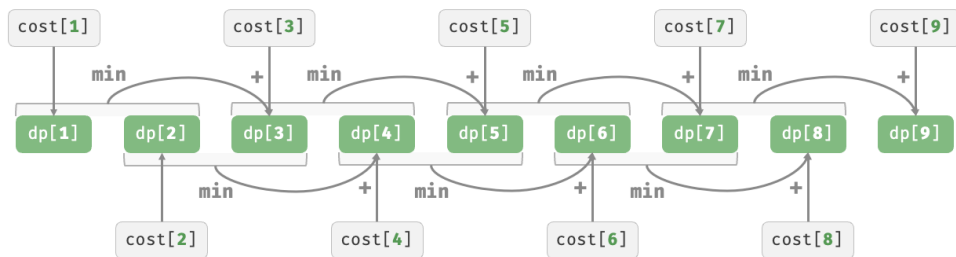 cost[1] cost[3] cost[5] cost[7] cost[9]
min + min + min + min +
dp[1] dp[2] dp[3] dp[4] dp[5] dp[6] dp[7] dp[8] dp[9]
min + min + min +
cost[2] cost[4] cost[6] cost[8]